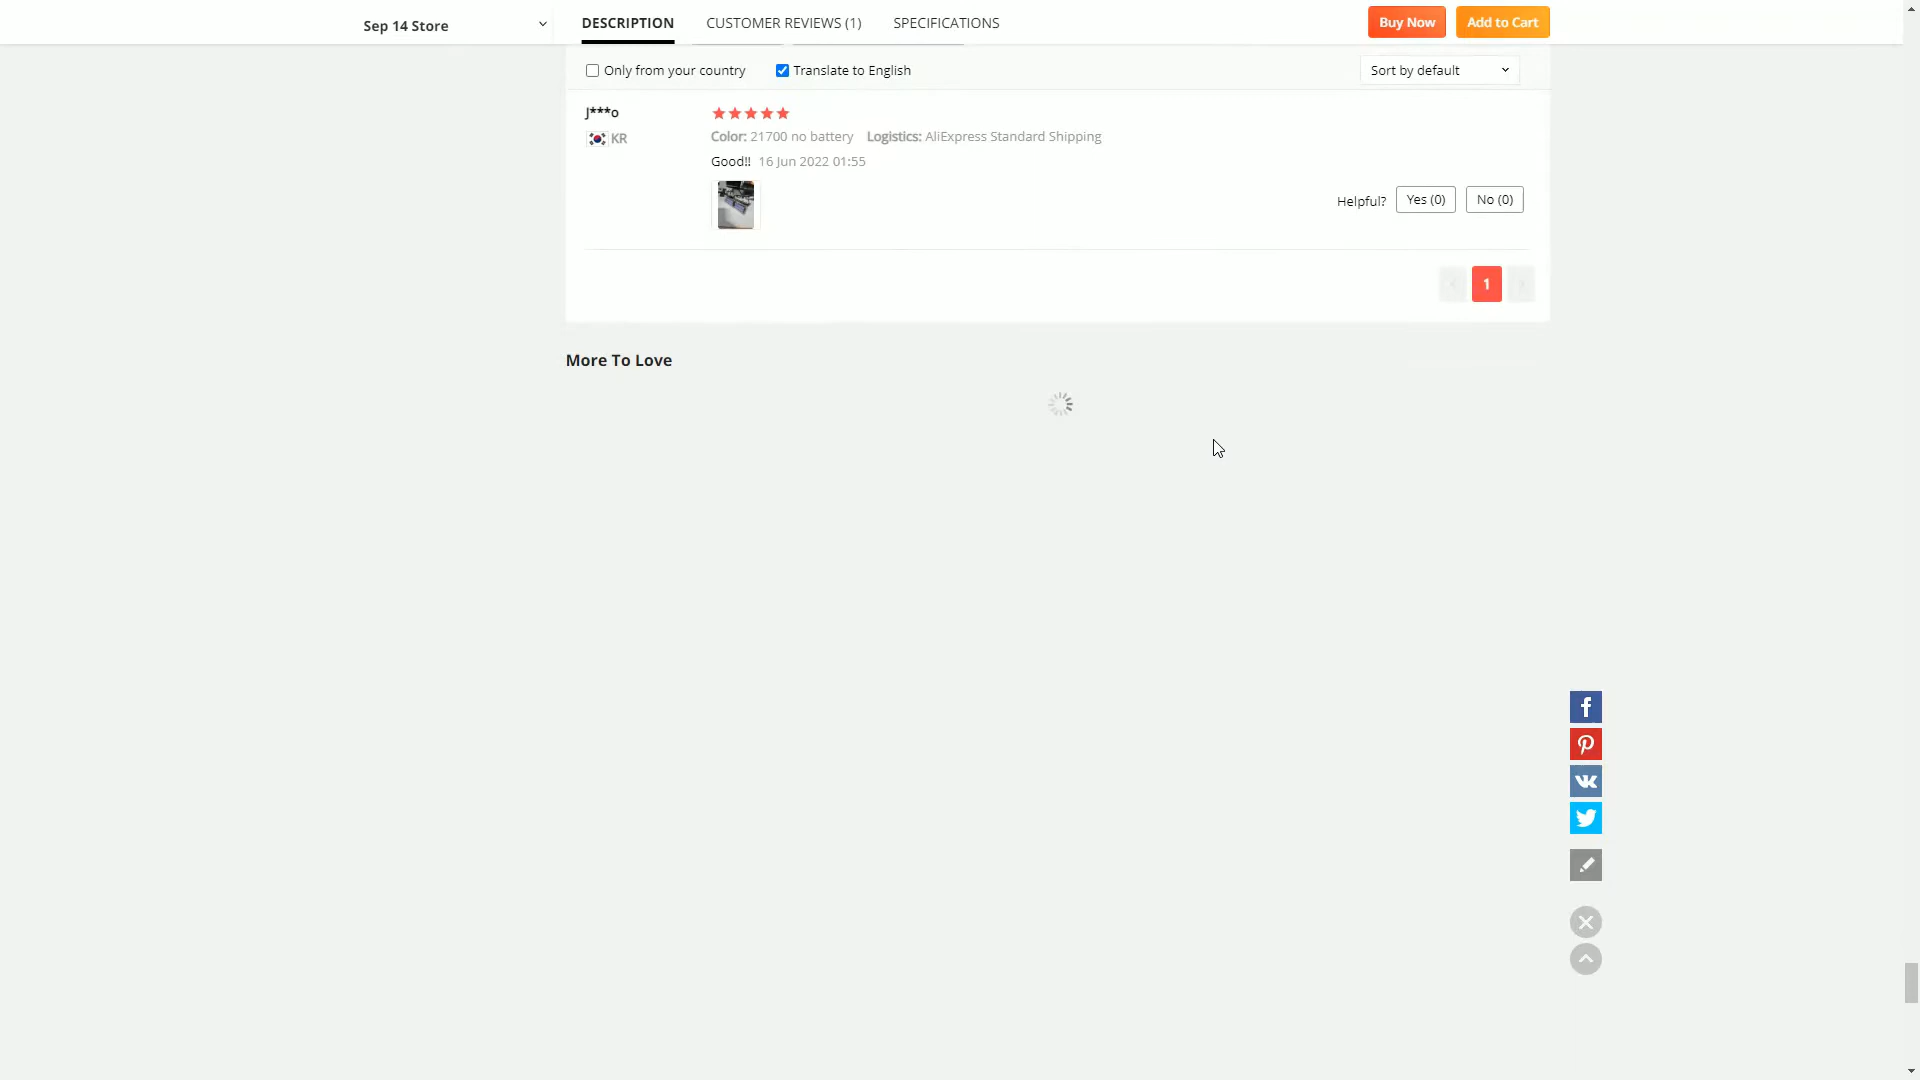 Sep 14 Store
DESCRIPTION
CUSTOMER REVIEWS (1)
SPECIFICATIONS
Buy Now
Add to Cart
Only from your country
Translate to English
Sort by default
J***o
KR
Color: 21700 no battery
Logistics: AliExpress Standard Shipping
Good!! 16 Jun 2022 01:55
Helpful?
Yes (0)
No (0)
1
More To Love